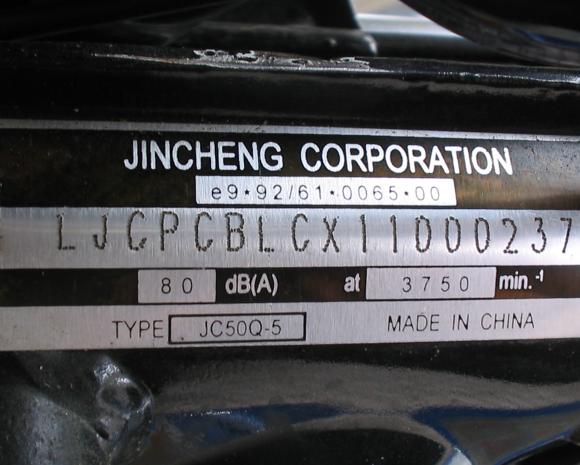 JINCHENG CORPORATION
e9*92/61*0065*00
LJCPCBLCX11000237
80 dB(A) at 3750 min.-1
TYPE JC50Q-5 MADE IN CHINA